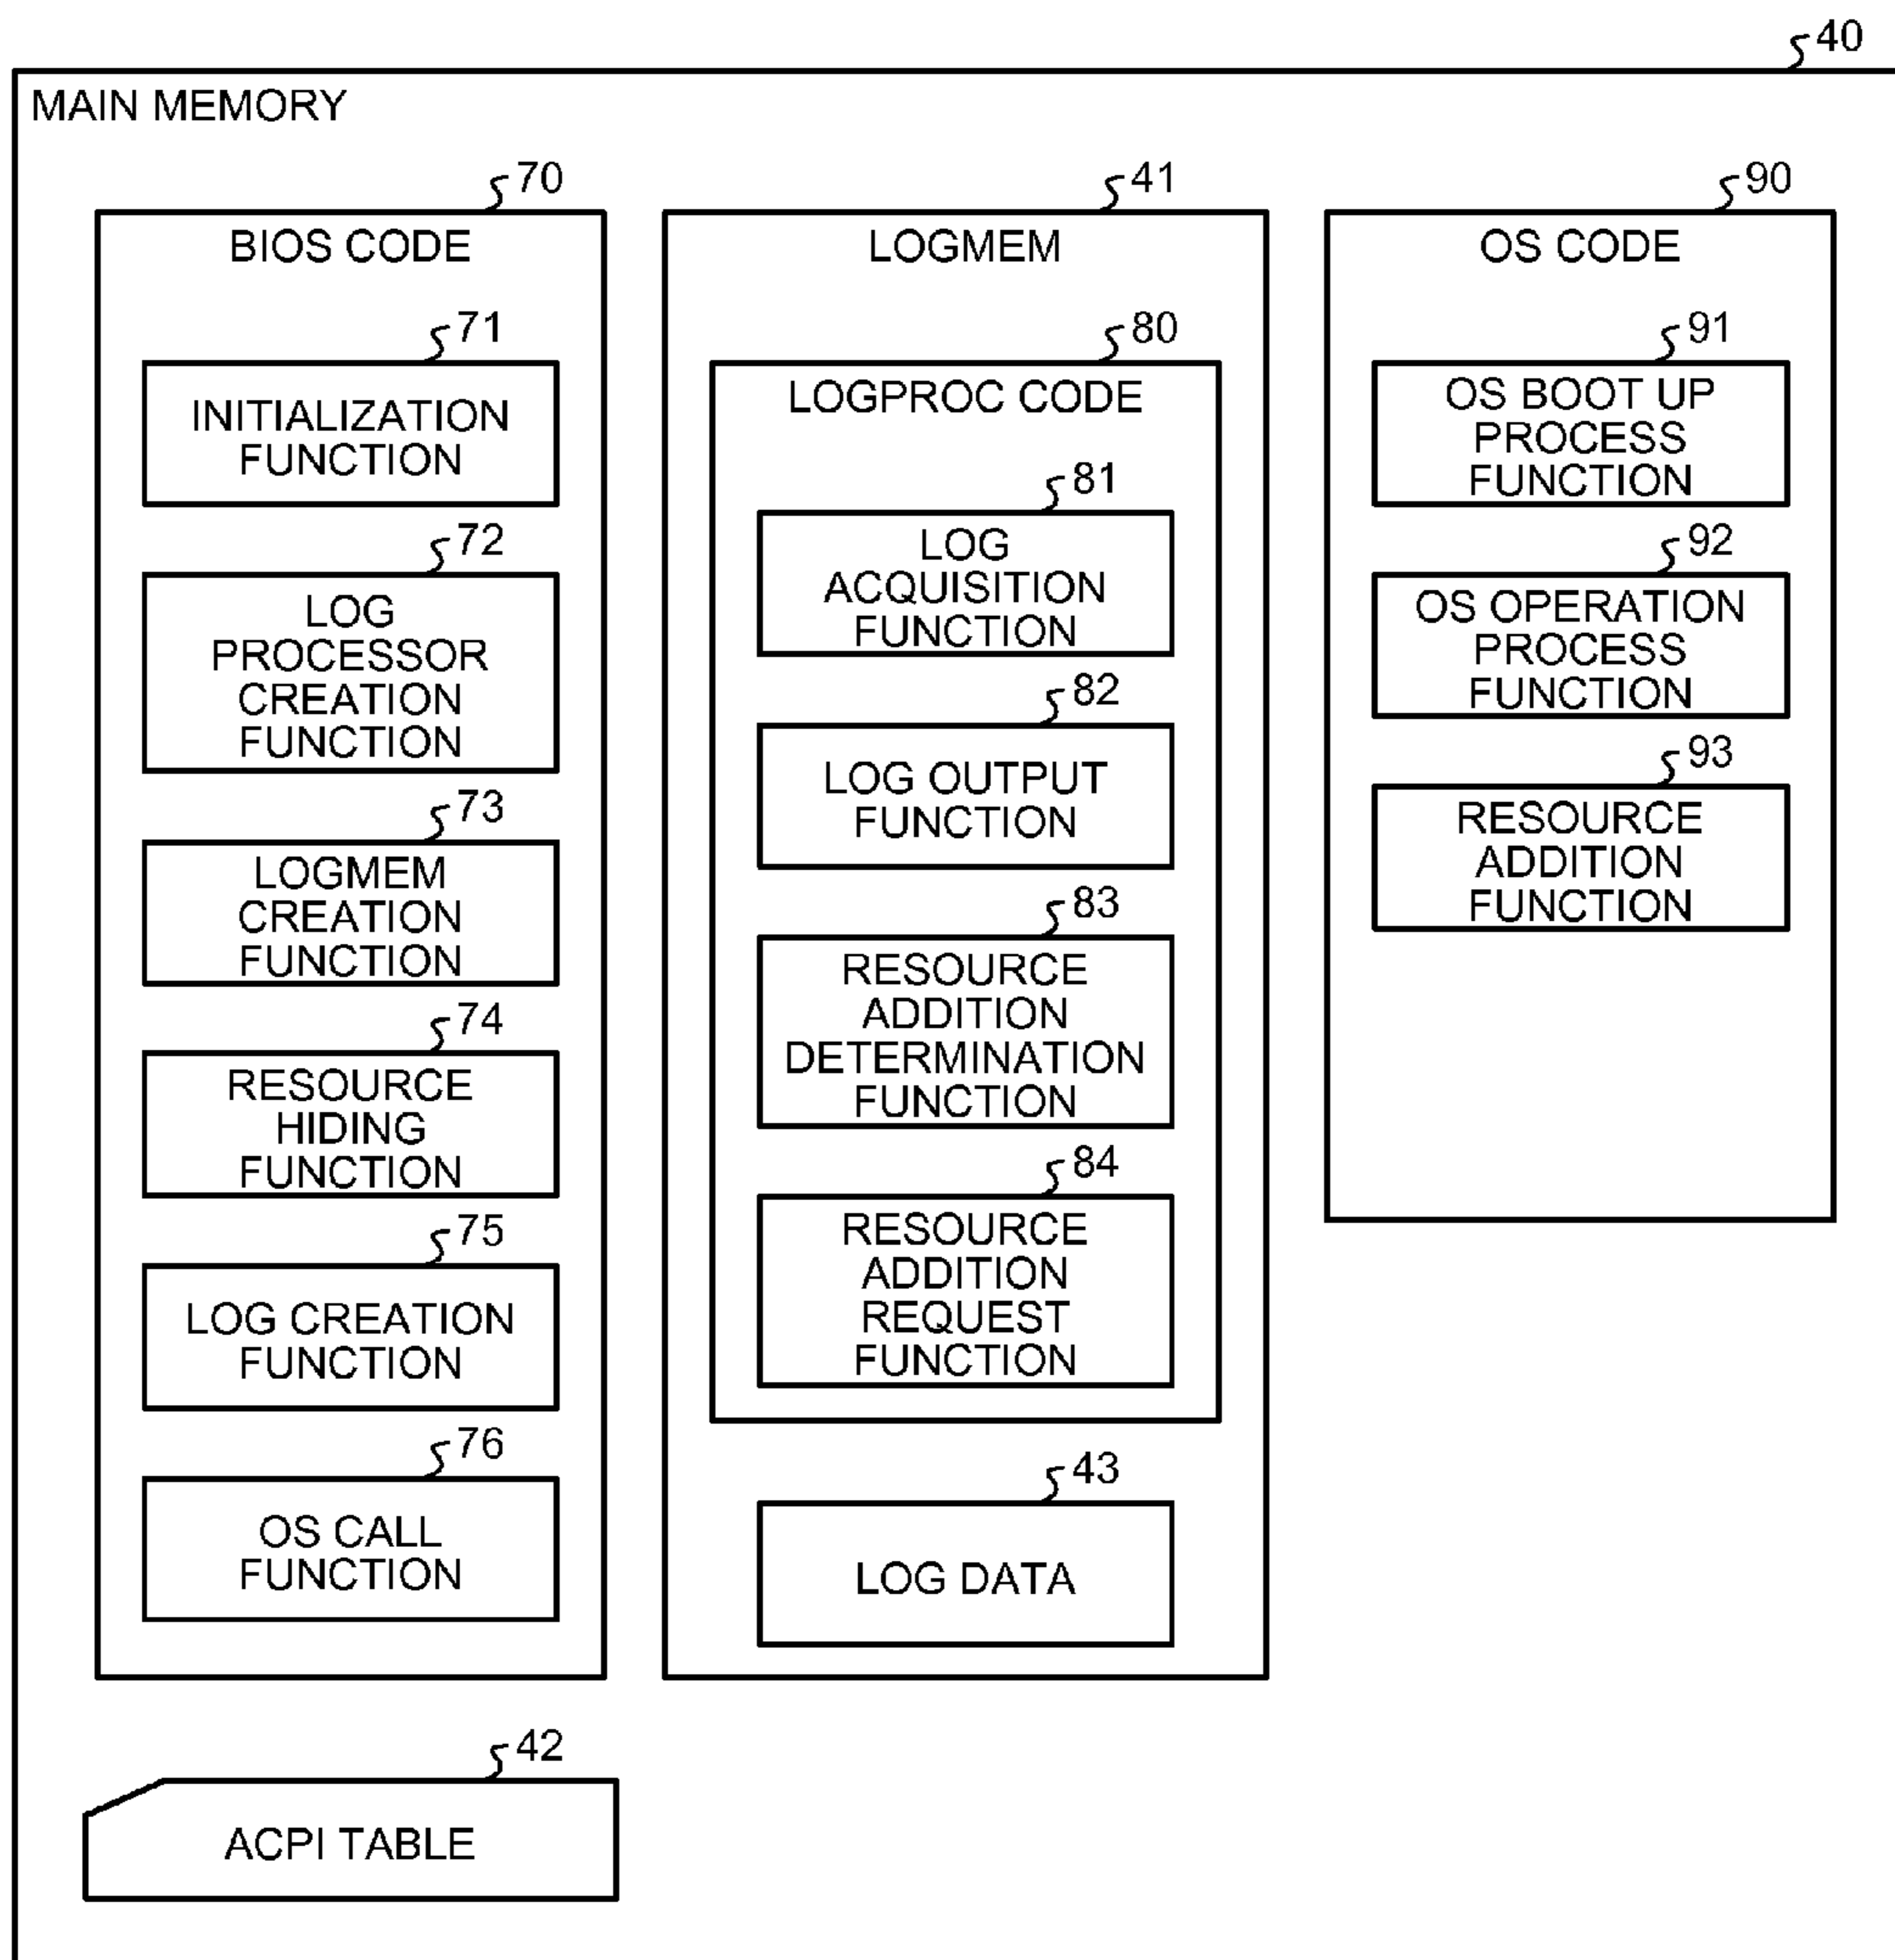 40
MAIN MEMORY
70
BIOS CODE
71
INITIALIZATION
FUNCTION
72
LOG
PROCESSOR
CREATION
FUNCTION
73
LOGMEM
CREATION
FUNCTION
74
RESOURCE
HIDING
FUNCTION
75
LOG CREATION
FUNCTION
76
OS CALL
FUNCTION
41
LOGMEM
80
LOGPROC CODE
81
LOG
ACQUISITION
FUNCTION
82
LOG OUTPUT
FUNCTION
83
RESOURCE
ADDITION
DETERMINATION
FUNCTION
84
RESOURCE
ADDITION
REQUEST
FUNCTION
43
LOG DATA
90
OS CODE
91
OS BOOT UP
PROCESS
FUNCTION
92
OS OPERATION
PROCESS
FUNCTION
93
RESOURCE
ADDITION
FUNCTION
42
ACPI TABLE